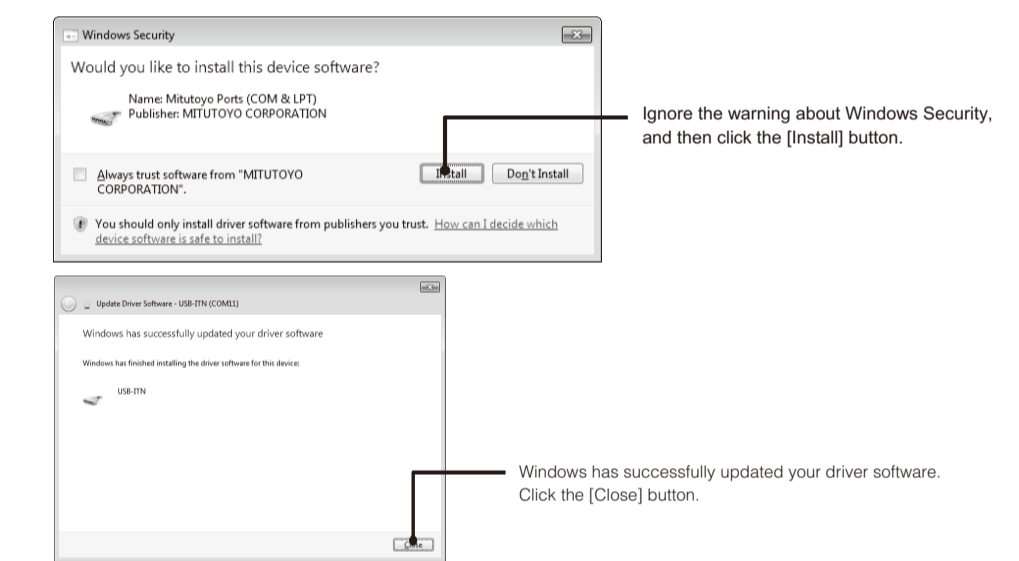 Windows Security
Would you like to install this device software?
Name: Mitutoyo Ports (COM & LPT)
Publisher: MITUTOYO CORPORATION
Ignore the warning about Windows Security,
and then click the [Install] button.
Always trust software from "MITUTOYO
CORPORATION".
Install
Don't Install
You should only install driver software from publishers you trust. How can I decide which
device software is safe to install?
Update Driver Software - USB-ITN (COM11)
Windows has successfully updated your driver software
Windows has finished installing the driver software for this device:
USB-ITN
Windows has successfully updated your driver software.
Click the [Close] button.
Close